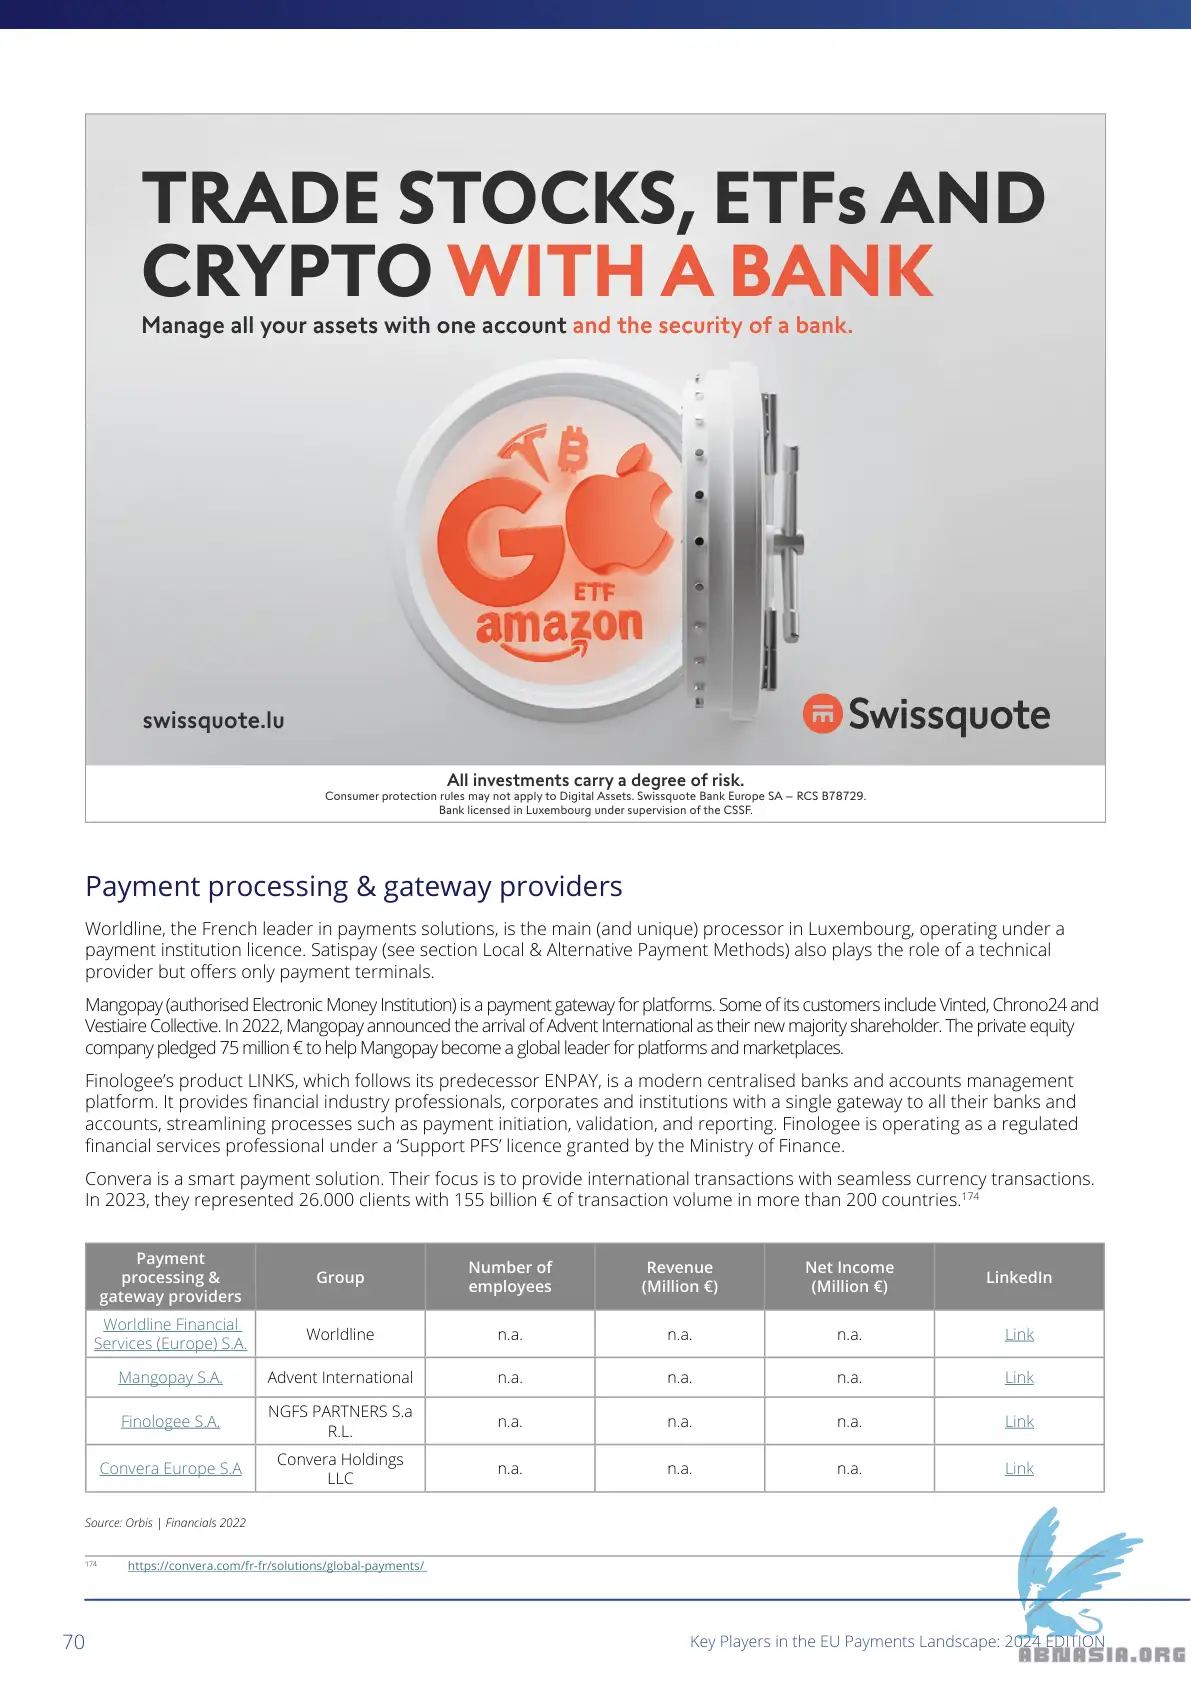 TRADE STOCKS, ETFs AND
CRYPTO WITH A BANK
Manage all your assets with one account and the security of a bank.
ETF
amazon
swissquote.lu
Swissquote
All investments carry a degree of risk.
Consumer protection rules may not apply to Digital Assets. Swissquote Bank Europe SA – RCS B78729.
Bank licensed in Luxembourg under supervision of the CSSF.
Payment processing & gateway providers
Worldline, the French leader in payments solutions, is the main (and unique) processor in Luxembourg, operating under a
payment institution licence. Satispay (see section Local & Alternative Payment Methods) also plays the role of a technical
provider but offers only payment terminals.
Mangopay (authorised Electronic Money Institution) is a payment gateway for platforms. Some of its customers include Vinted, Chrono24 and
Vestiaire Collective. In 2022, Mangopay announced the arrival of Advent International as their new majority shareholder. The private equity
company pledged 75 million € to help Mangopay become a global leader for platforms and marketplaces.
Finologee’s product LINKS, which follows its predecessor ENPAY, is a modern centralised banks and accounts management
platform. It provides financial industry professionals, corporates and institutions with a single gateway to all their banks and
accounts, streamlining processes such as payment initiation, validation, and reporting. Finologee is operating as a regulated
financial services professional under a ‘Support PFS’ licence granted by the Ministry of Finance.
Convera is a smart payment solution. Their focus is to provide international transactions with seamless currency transactions.
In 2023, they represented 26.000 clients with 155 billion € of transaction volume in more than 200 countries.174
Payment
processing &
gateway providers
Group
Number of
employees
Revenue
(Million €)
Net Income
(Million €)
LinkedIn
Worldline Financial
Services (Europe) S.A.
Worldline
n.a.
n.a.
n.a.
Link
Mangopay S.A.
Advent International
n.a.
n.a.
n.a.
Link
Finologee S.A.
NGFS PARTNERS S.a
R.L.
n.a.
n.a.
n.a.
Link
Convera Europe S.A
Convera Holdings
LLC
n.a.
n.a.
n.a.
Link
Source: Orbis | Financials 2022
174 https://convera.com/fr-fr/solutions/global-payments/
70
Key Players in the EU Payments Landscape: 2024 EDITION
ABNASIA.ORG